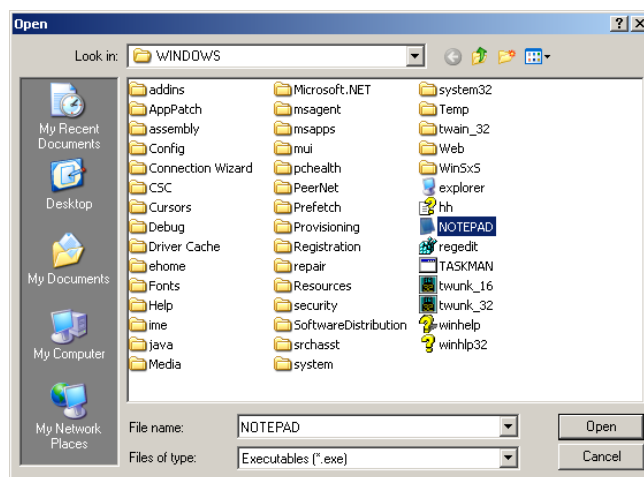 Open
Look in: WINDOWS
My Recent
Documents
Desktop
My Documents
My Computer
My Network
Places
addins
AppPatch
assembly
Config
Connection Wizard
CSC
Cursors
Debug
Driver Cache
ehome
Fonts
Help
ime
java
Media
Microsoft.NET
msagent
msapps
mui
pchealth
PeerNet
Prefetch
Provisioning
Registration
repair
Resources
security
SoftwareDistribution
srchasst
system
system32
Temp
twain_32
Web
WinSxS
explorer
hh
NOTEPAD
regedit
TASKMAN
twunk_16
twunk_32
winhelp
winhlp32
File name: NOTEPAD Open
Files of type: Executables (*.exe) Cancel